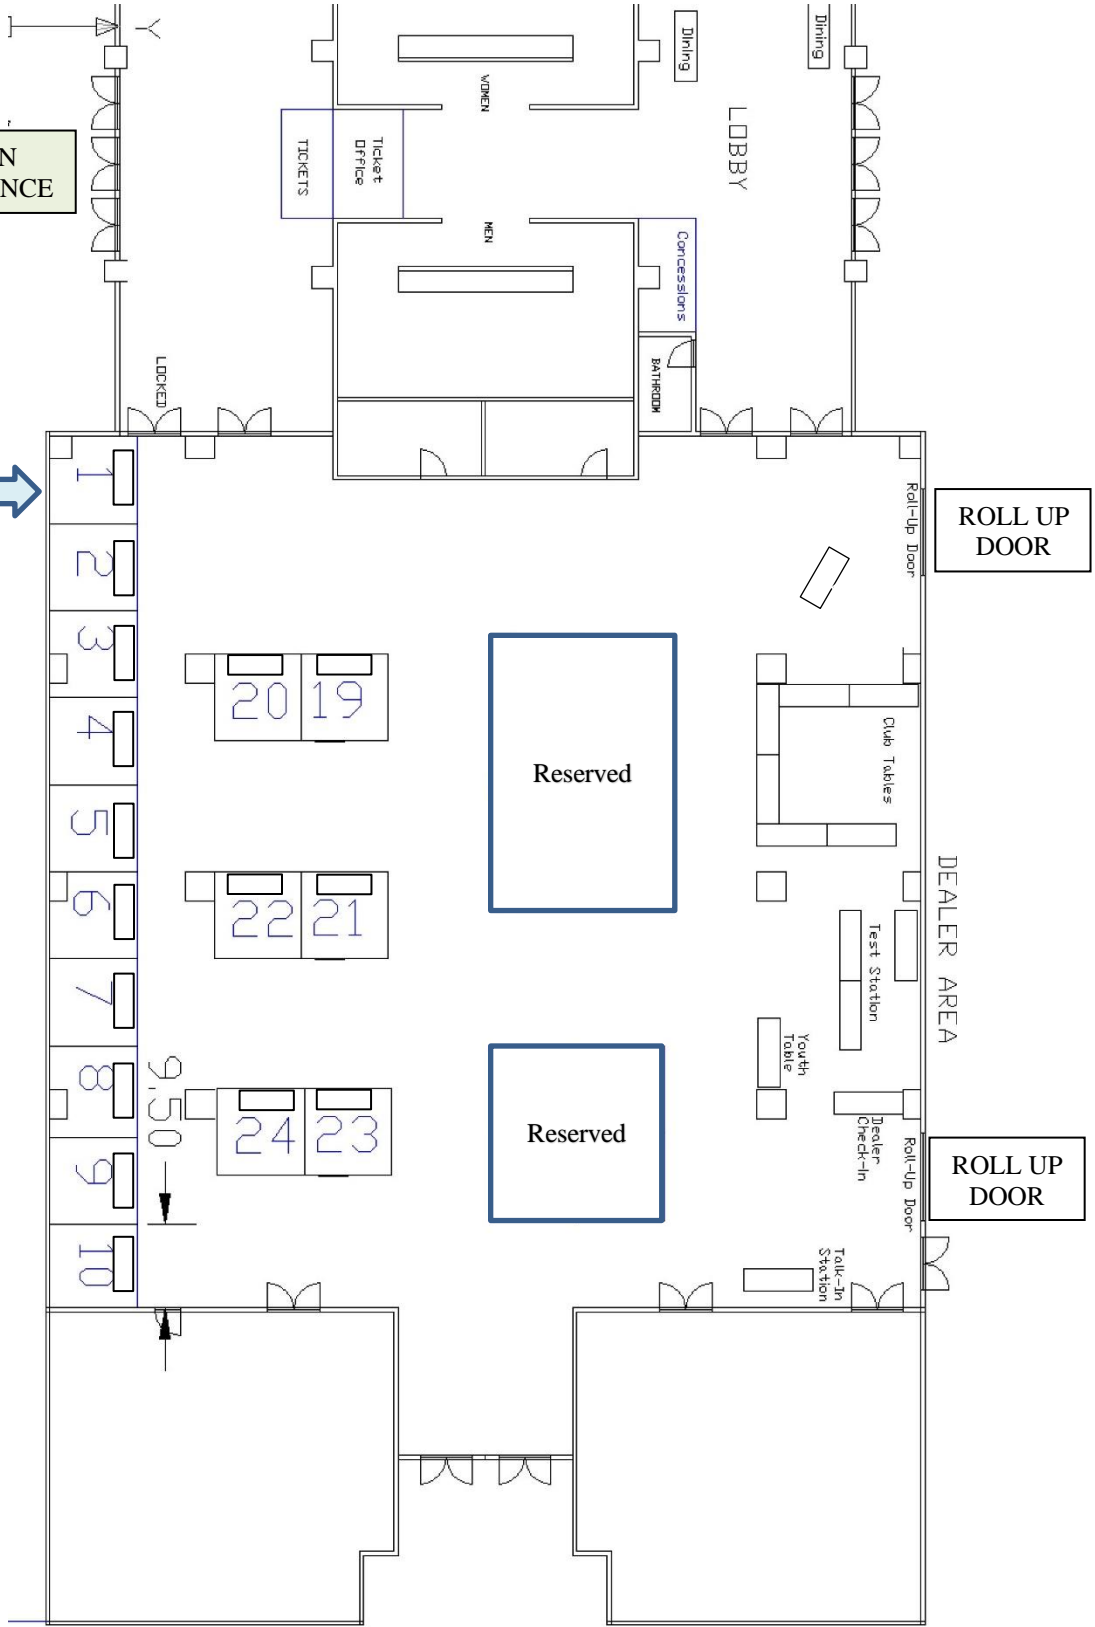 Y
Dining
Dining
WOMEN
LOBBY
N
NCE
TICKETS
Ticket
Office
MEN
Concessions
LOCKED
BATHROOM
1
Roll-Up Door
ROLL UP
DOOR
2
3
20
19
4
Reserved
Club Tables
5
6
22
21
DEALER AREA
Test Station
7
Youth
Table
8
9.50
24
23
Reserved
Dealer
Check-In
Roll-Up Door
ROLL UP
DOOR
9
10
Talk-In
Station